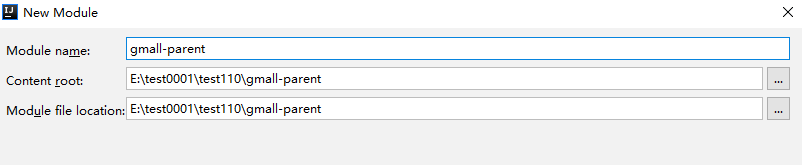 New Module
Module name: gmall-parent
Content root: E:\test0001\test110\gmall-parent ...
Module file location: E:\test0001\test110\gmall-parent ...